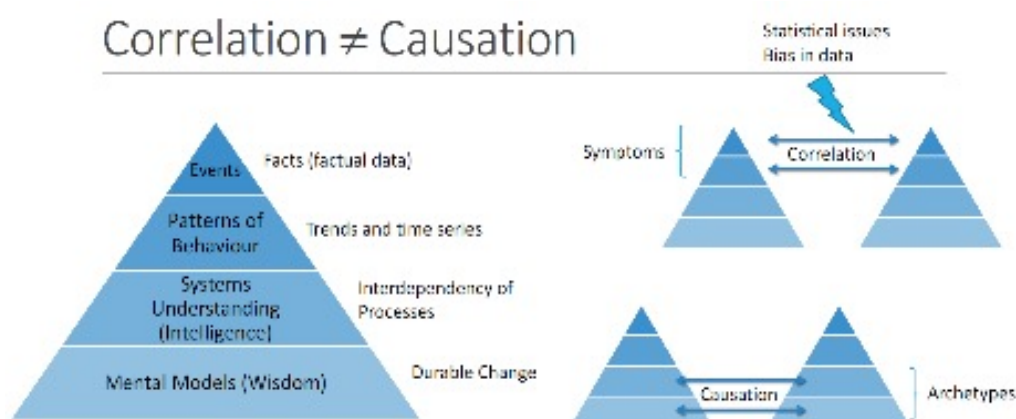 Correlation ≠ Causation
Statistical issues
Bias in data
Events
Facts (factual data)
Patterns of
Behaviour
Trends and time series
Systems
Understanding
(Intelligence)
Interdependency of
Processes
Mental Models (Wisdom)
Durable Change
Symptoms
Correlation
Causation
Archetypes